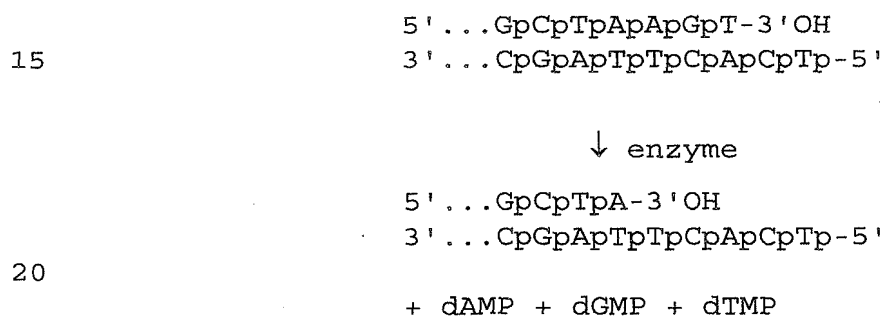 5'...GpCpTpApApGpT-3'OH
15 3'...CpGpApTpTpCpApCpTp-5'
↓ enzyme
5'...GpCpTpA-3'OH
3'...CpGpApTpTpCpApCpTp-5'
20
+ dAMP + dGMP + dTMP